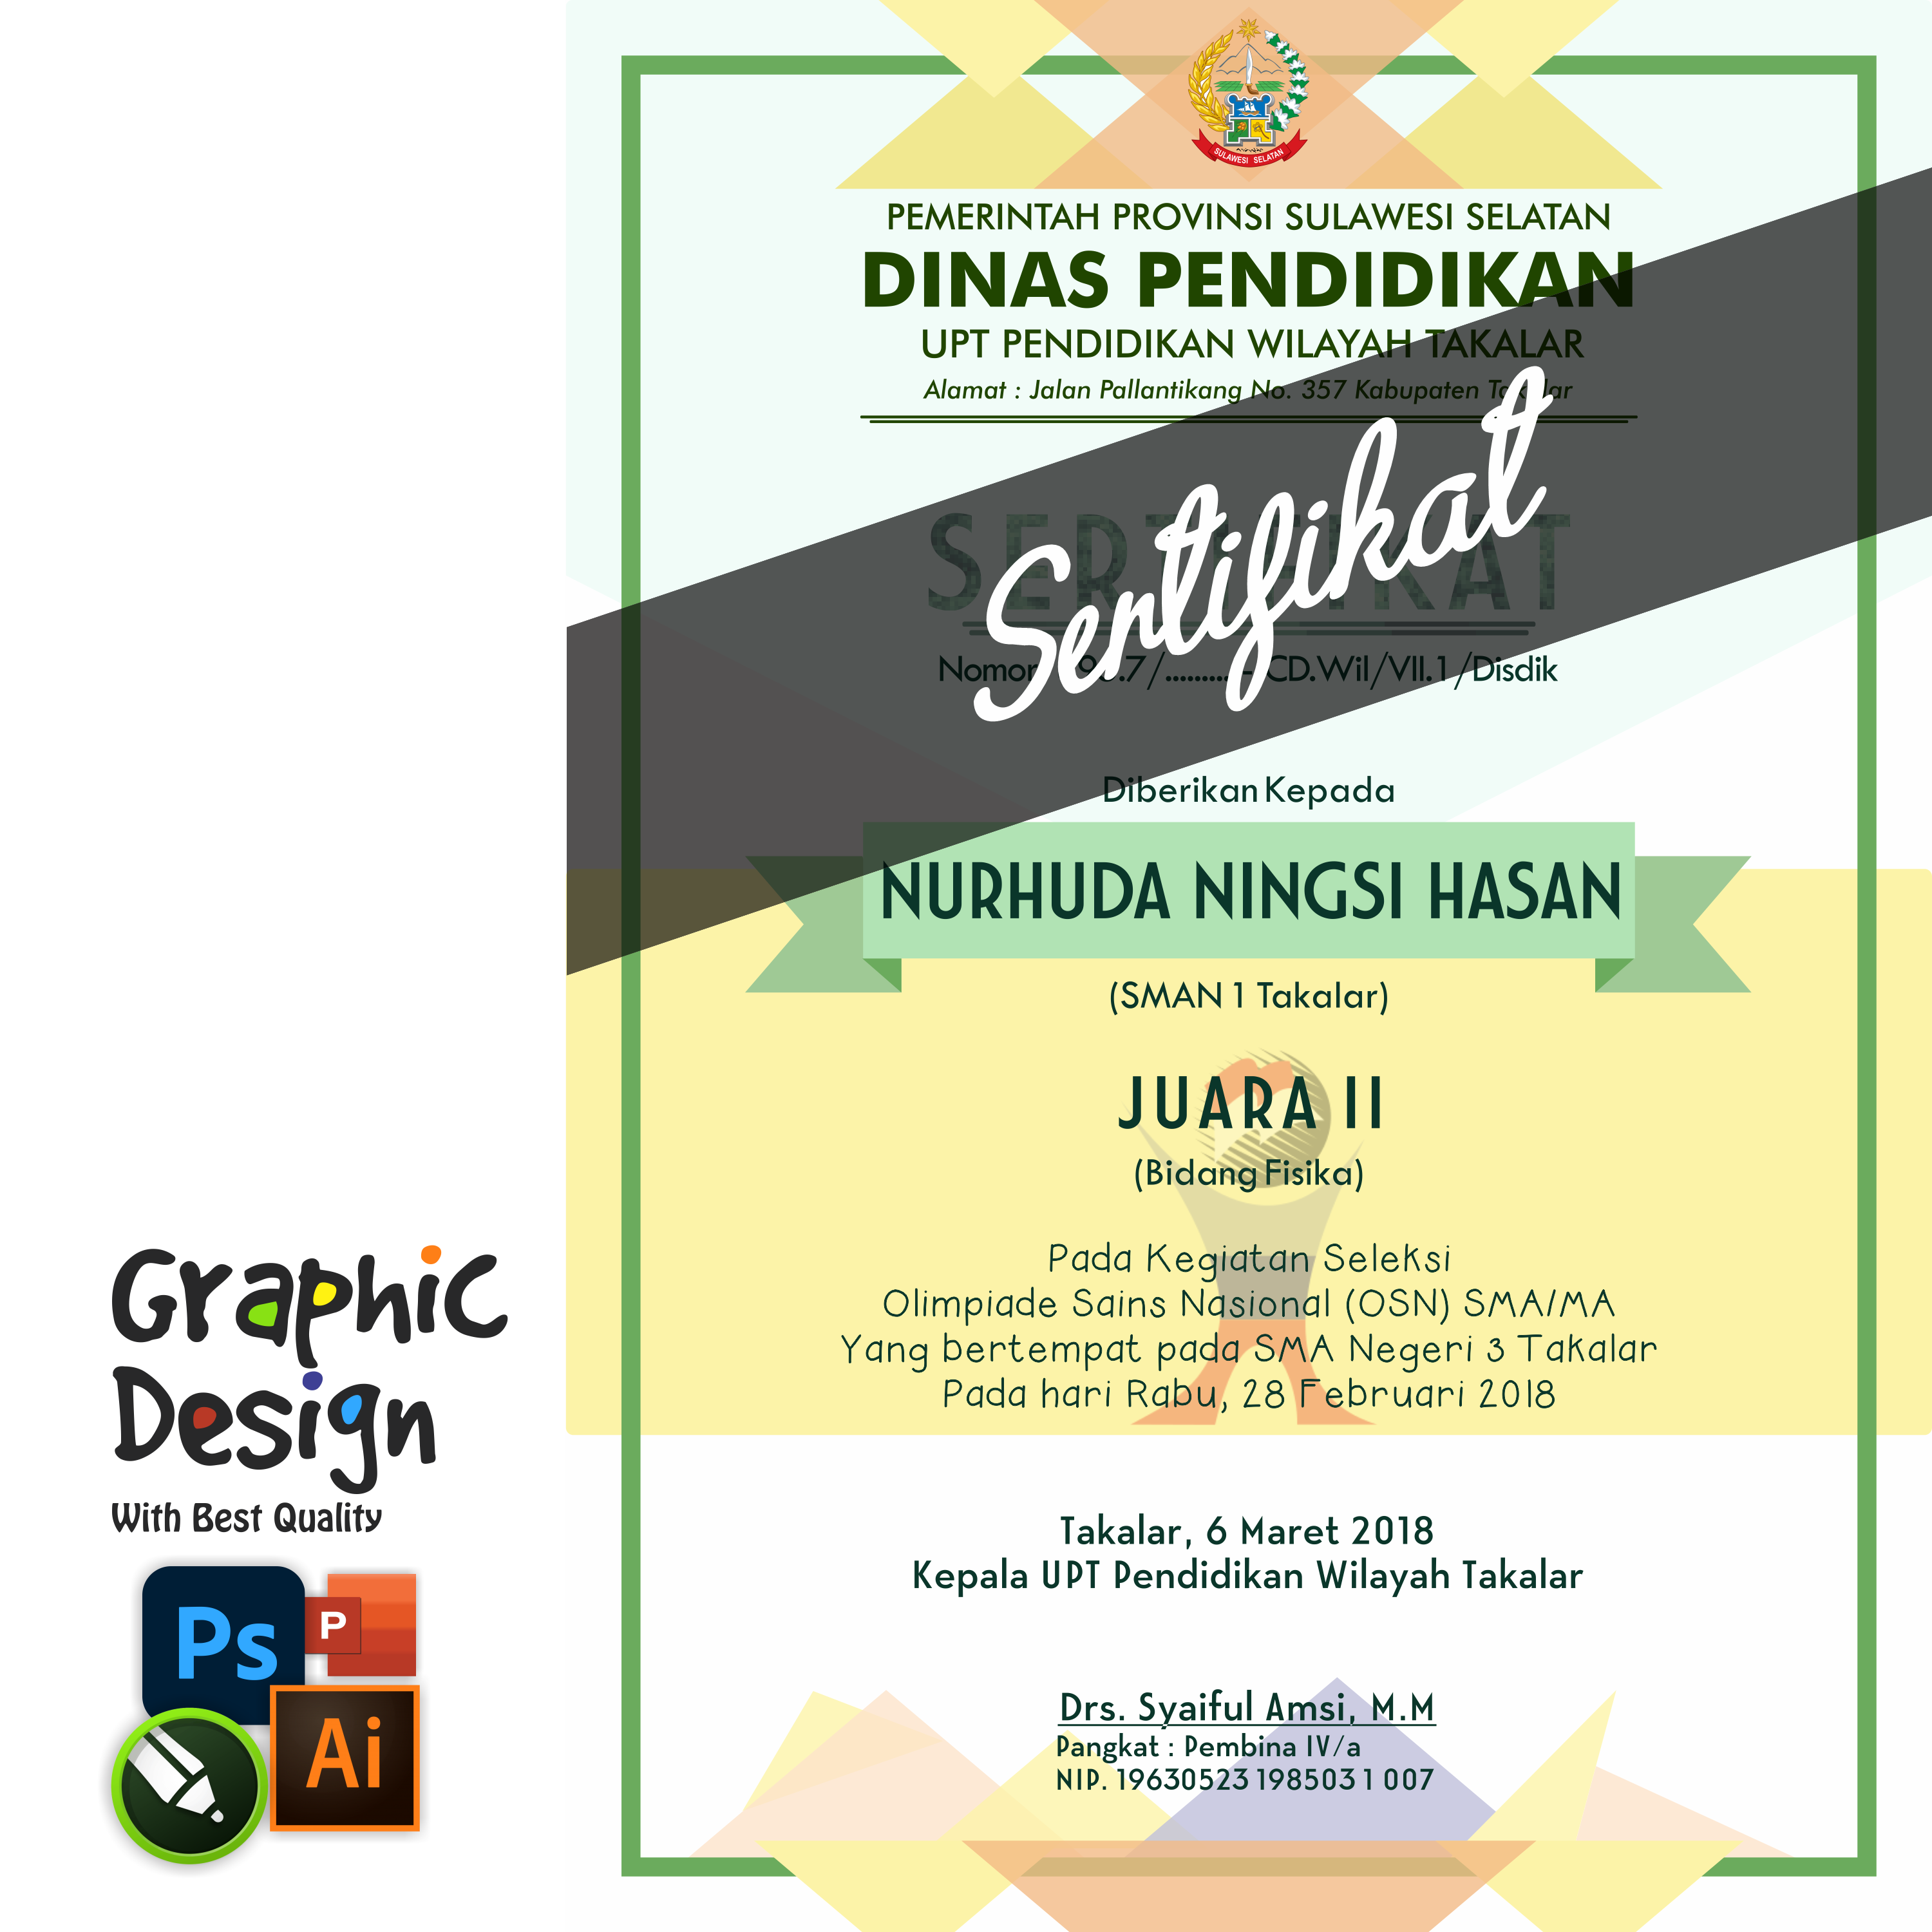 SULAWESI SELATAN
PEMERINTAH PROVINSI SULAWESI SELATAN
DINAS PENDIDIKAN
UPT PENDIDIKAN WILAYAH TAKALAR
Alamat : Jalan Pallantikang No. 357 Kabupaten Takalar
SERTIFIKAT
Sertifikat
Nomor .7/......... CD.Wil/VII.1/Disdik
Diberikan Kepada
NURHUDA NINGSI HASAN
(SMAN 1 Takalar)
JUARA II
(Bidang Fisika)
Pada Kegiatan Seleksi
Olimpiade Sains Nasional (OSN) SMA/MA
Yang bertempat pada SMA Negeri 3 Takalar
Pada hari Rabu, 28 Februari 2018
Takalar, 6 Maret 2018
Kepala UPT Pendidikan Wilayah Takalar
Drs. Syaiful Amsi, M.M
Pangkat : Pembina IV/a
NIP. 19630523 198503 1 007
Graphic
Design
With Best Quality
Ps
P
Ai